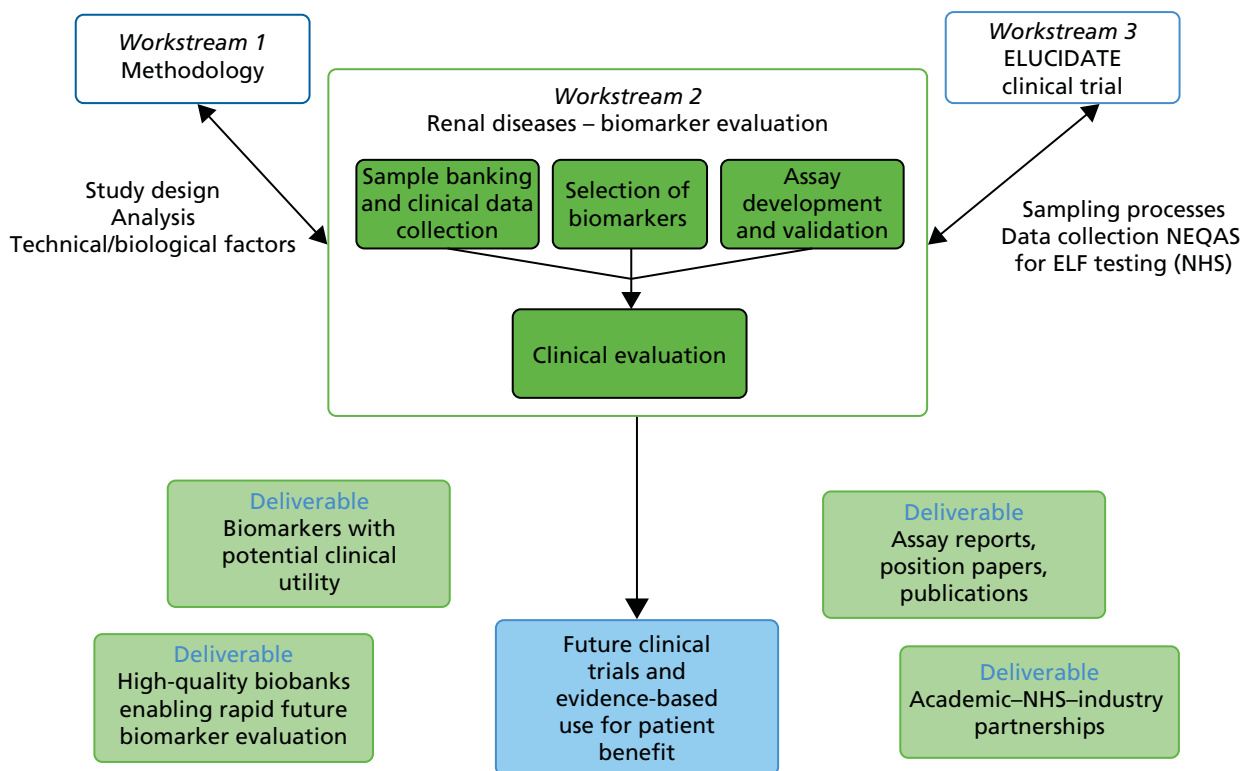 Workstream 1
Methodology
Workstream 3
ELUCIDATE
clinical trial
Workstream 2
Renal diseases – biomarker evaluation
Sample banking
and clinical data
collection
Selection of
biomarkers
Assay
development
and validation
Study design
Analysis
Technical/biological factors
Sampling processes
Data collection NEQAS
for ELF testing (NHS)
Clinical evaluation
Deliverable
Biomarkers with
potential clinical
utility
Deliverable
Assay reports,
position papers,
publications
Deliverable
High-quality biobanks
enabling rapid future
biomarker evaluation
Future clinical
trials and
evidence-based
use for patient
benefit
Deliverable
Academic–NHS–industry
partnerships